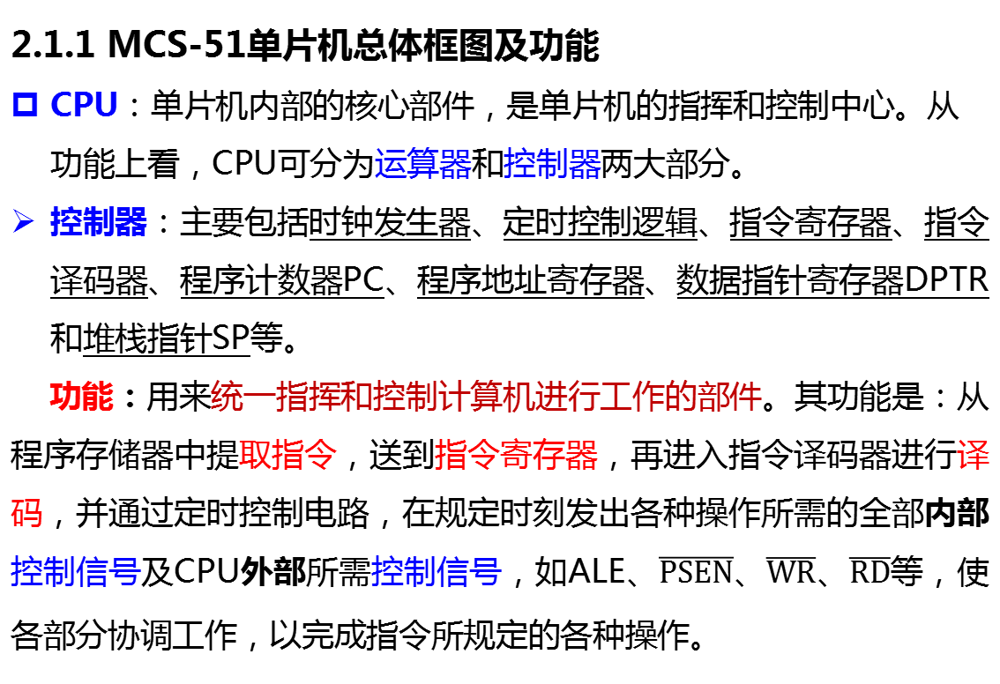 2.1.1 MCS-51单片机总体框图及功能
CPU：单片机内部的核心部件，是单片机的指挥和控制中心。从
功能上看，CPU可分为运算器和控制器两大部分。
控制器：主要包括时钟发生器、定时控制逻辑、指令寄存器、指令
译码器、程序计数器PC、程序地址寄存器、数据指针寄存器DPTR
和堆栈指针SP等。
功能：用来统一指挥和控制计算机进行工作的部件。其功能是：从
程序存储器中提取指令，送到指令寄存器，再进入指令译码器进行译
码，并通过定时控制电路，在规定时刻发出各种操作所需的全部内部
控制信号及CPU外部所需控制信号，如ALE、P̅S̅E̅N̅、W̅R̅、R̅D̅等，使
各部分协调工作，以完成指令所规定的各种操作。